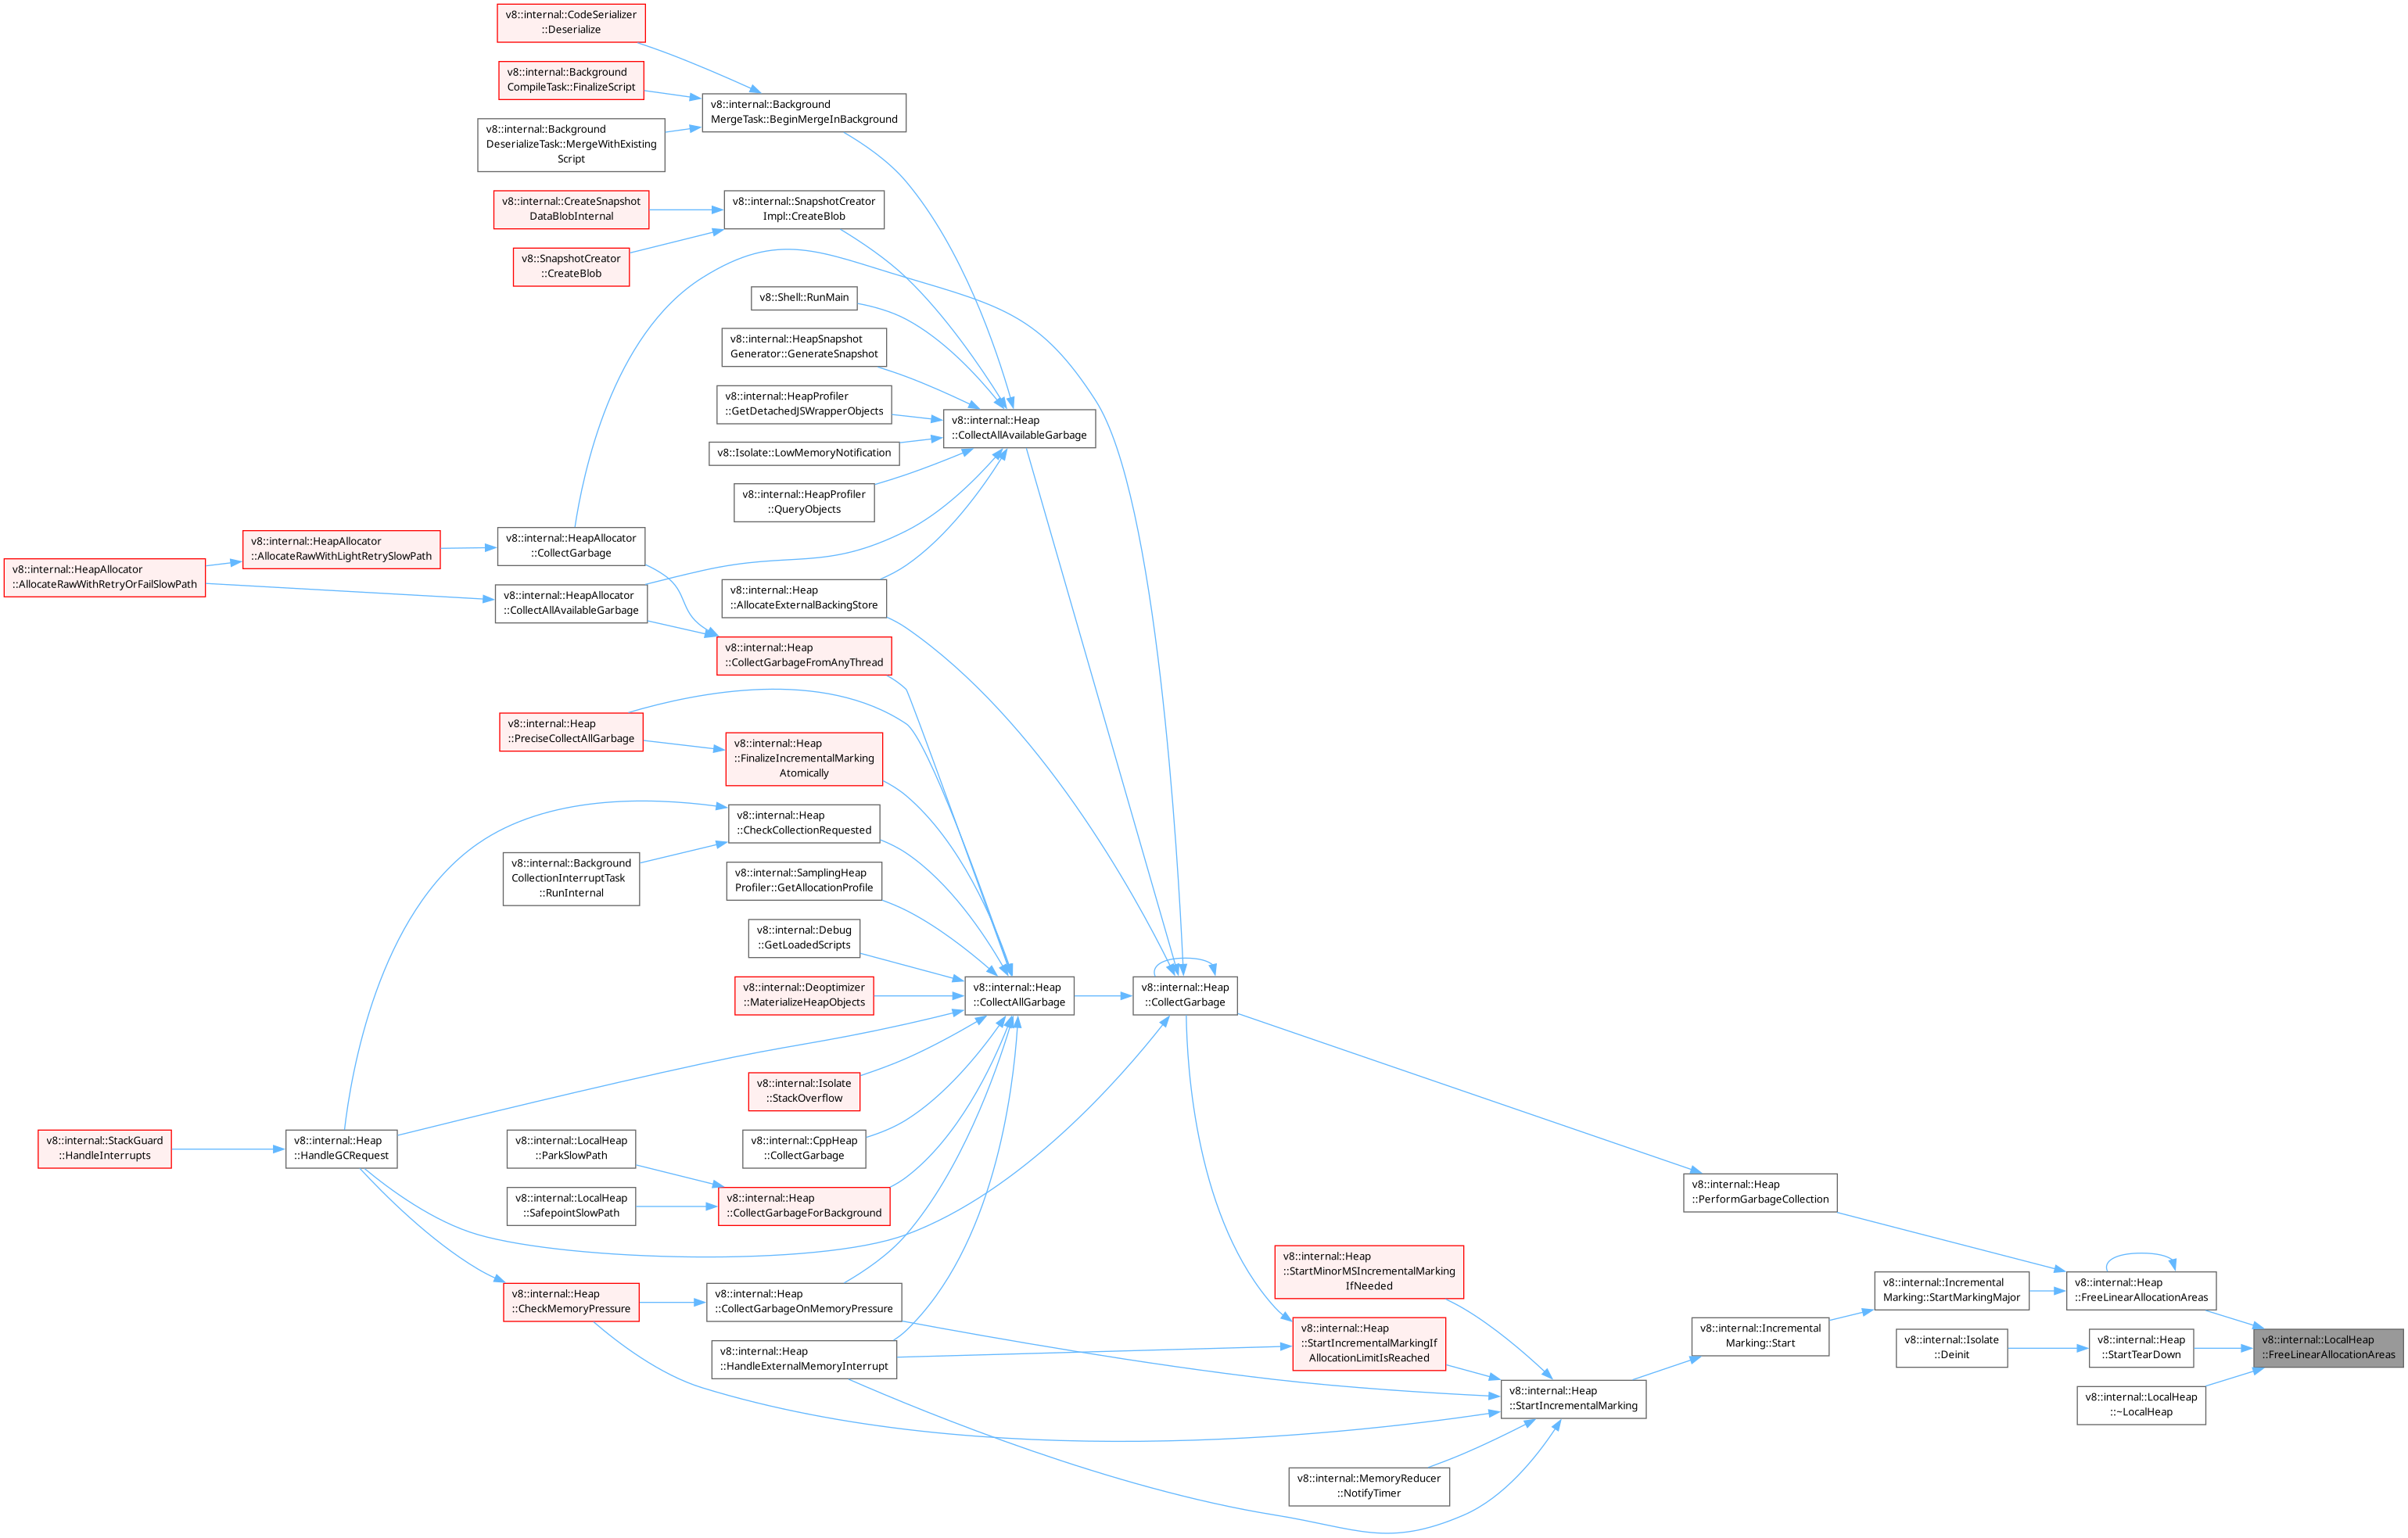 v8::internal::CodeSerializer
::Deserialize
v8::internal::Background
CompileTask::FinalizeScript
v8::internal::Background
MergeTask::BeginMergeInBackground
v8::internal::Background
DeserializeTask::MergeWithExisting
Script
v8::internal::CreateSnapshot
DataBlobInternal
v8::internal::SnapshotCreator
Impl::CreateBlob
v8::SnapshotCreator
::CreateBlob
v8::Shell::RunMain
v8::internal::HeapSnapshot
Generator::GenerateSnapshot
v8::internal::HeapProfiler
::GetDetachedJSWrapperObjects
v8::internal::Heap
::CollectAllAvailableGarbage
v8::Isolate::LowMemoryNotification
v8::internal::HeapProfiler
::QueryObjects
v8::internal::HeapAllocator
::AllocateRawWithRetryOrFailSlowPath
v8::internal::HeapAllocator
::AllocateRawWithLightRetrySlowPath
v8::internal::HeapAllocator
::CollectGarbage
v8::internal::HeapAllocator
::CollectAllAvailableGarbage
v8::internal::Heap
::AllocateExternalBackingStore
v8::internal::Heap
::CollectGarbageFromAnyThread
v8::internal::Heap
::PreciseCollectAllGarbage
v8::internal::Heap
::FinalizeIncrementalMarking
Atomically
v8::internal::Heap
::CheckCollectionRequested
v8::internal::Background
CollectionInterruptTask
::RunInternal
v8::internal::SamplingHeap
Profiler::GetAllocationProfile
v8::internal::Debug
::GetLoadedScripts
v8::internal::Deoptimizer
::MaterializeHeapObjects
v8::internal::Heap
::CollectAllGarbage
v8::internal::Heap
::CollectGarbage
v8::internal::Isolate
::StackOverflow
v8::internal::CppHeap
::CollectGarbage
v8::internal::StackGuard
::HandleInterrupts
v8::internal::Heap
::HandleGCRequest
v8::internal::LocalHeap
::ParkSlowPath
v8::internal::LocalHeap
::SafepointSlowPath
v8::internal::Heap
::CollectGarbageForBackground
v8::internal::Heap
::PerformGarbageCollection
v8::internal::Heap
::CheckMemoryPressure
v8::internal::Heap
::CollectGarbageOnMemoryPressure
v8::internal::Heap
::HandleExternalMemoryInterrupt
v8::internal::Heap
::StartMinorMSIncrementalMarking
IfNeeded
v8::internal::Heap
::StartIncrementalMarkingIf
AllocationLimitIsReached
v8::internal::Heap
::StartIncrementalMarking
v8::internal::MemoryReducer
::NotifyTimer
v8::internal::Incremental
Marking::Start
v8::internal::Incremental
Marking::StartMarkingMajor
v8::internal::Heap
::FreeLinearAllocationAreas
v8::internal::Isolate
::Deinit
v8::internal::Heap
::StartTearDown
v8::internal::LocalHeap
::FreeLinearAllocationAreas
v8::internal::LocalHeap
::~LocalHeap